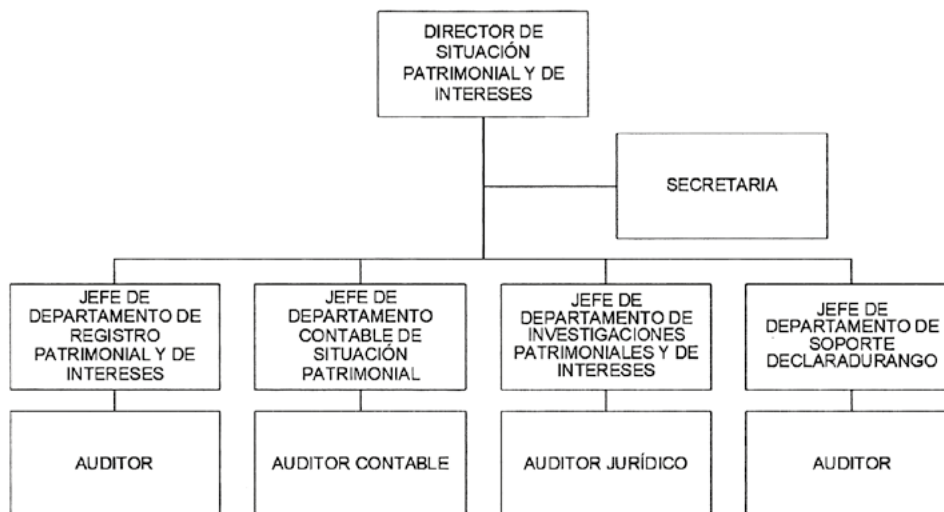 DIRECTOR DE
SITUACIÓN
PATRIMONIAL Y DE
INTERESES
SECRETARIA
JEFE DE
DEPARTAMENTO DE
REGISTRO
PATRIMONIAL Y DE
INTERESES
JEFE DE
DEPARTAMENTO
CONTABLE DE
SITUACIÓN
PATRIMONIAL
JEFE DE
DEPARTAMENTO DE
INVESTIGACIONES
PATRIMONIALES Y DE
INTERESES
JEFE DE
DEPARTAMENTO DE
SOPORTE
DECLARADURANGO
AUDITOR
AUDITOR CONTABLE
AUDITOR JURÍDICO
AUDITOR